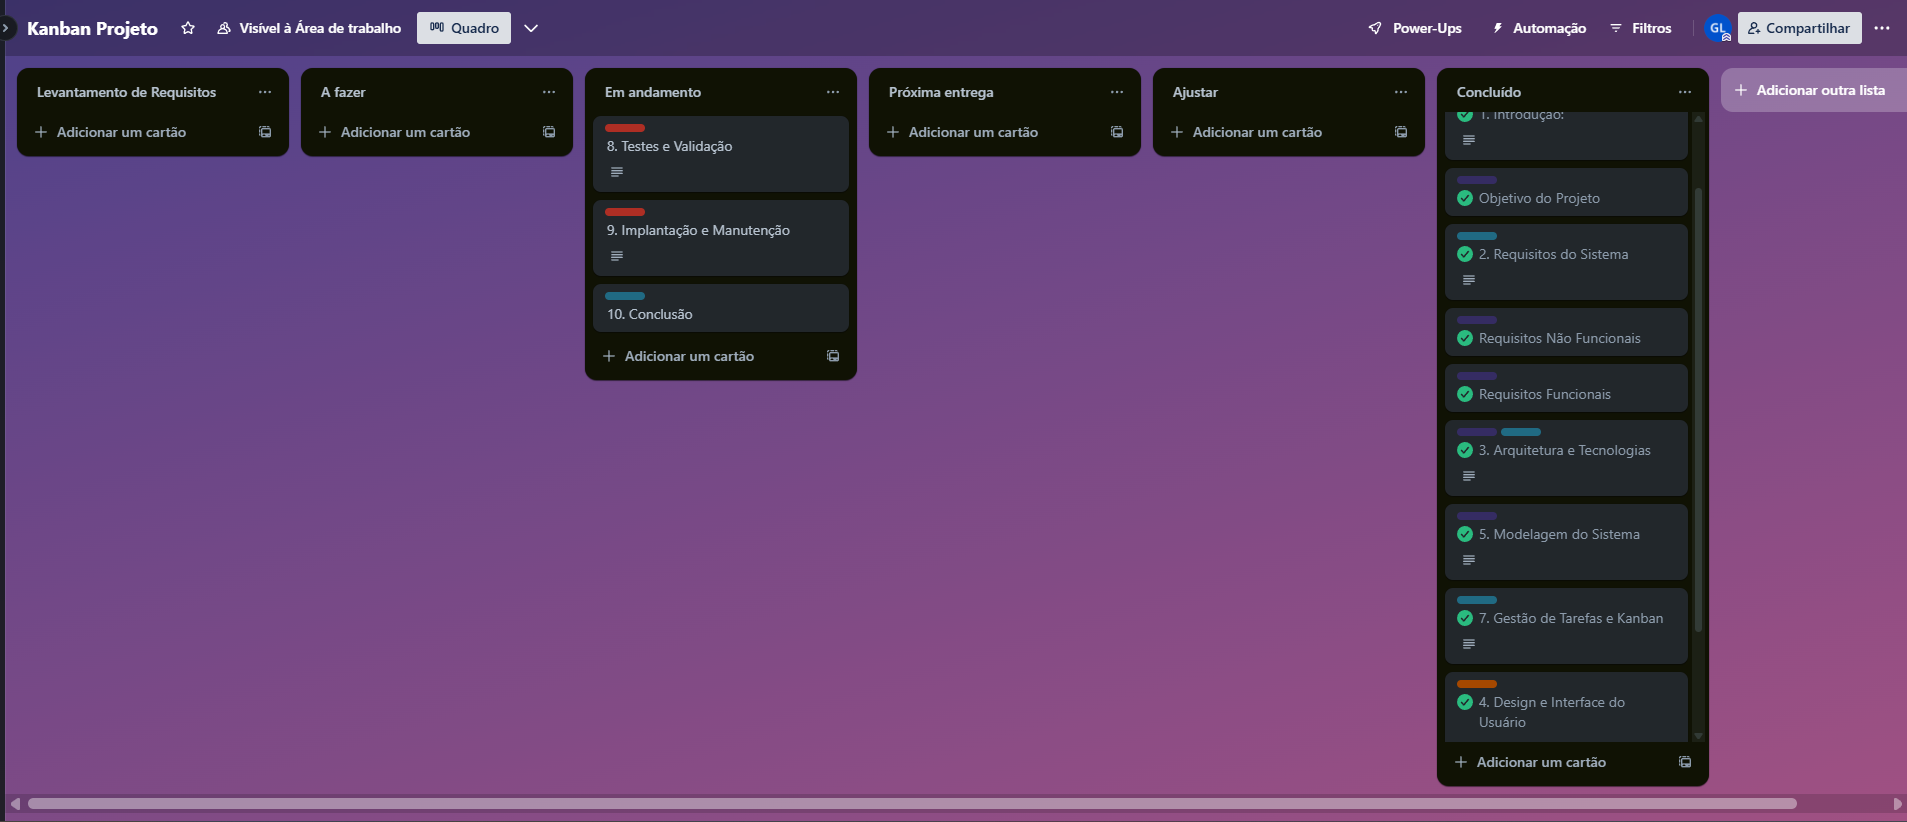 Kanban Projeto
Visível à Área de trabalho
Quadro
Power-Ups
Automação
Filtros
GL
Compartilhar
Levantamento de Requisitos
Adicionar um cartão
A fazer
Adicionar um cartão
Em andamento
8. Testes e Validação
9. Implantação e Manutenção
10. Conclusão
Adicionar um cartão
Próxima entrega
Adicionar um cartão
Ajustar
Adicionar um cartão
Concluído
1. Introdução:
Objetivo do Projeto
2. Requisitos do Sistema
Requisitos Não Funcionais
Requisitos Funcionais
3. Arquitetura e Tecnologias
5. Modelagem do Sistema
7. Gestão de Tarefas e Kanban
4. Design e Interface do
Usuário
Adicionar um cartão
Adicionar outra lista